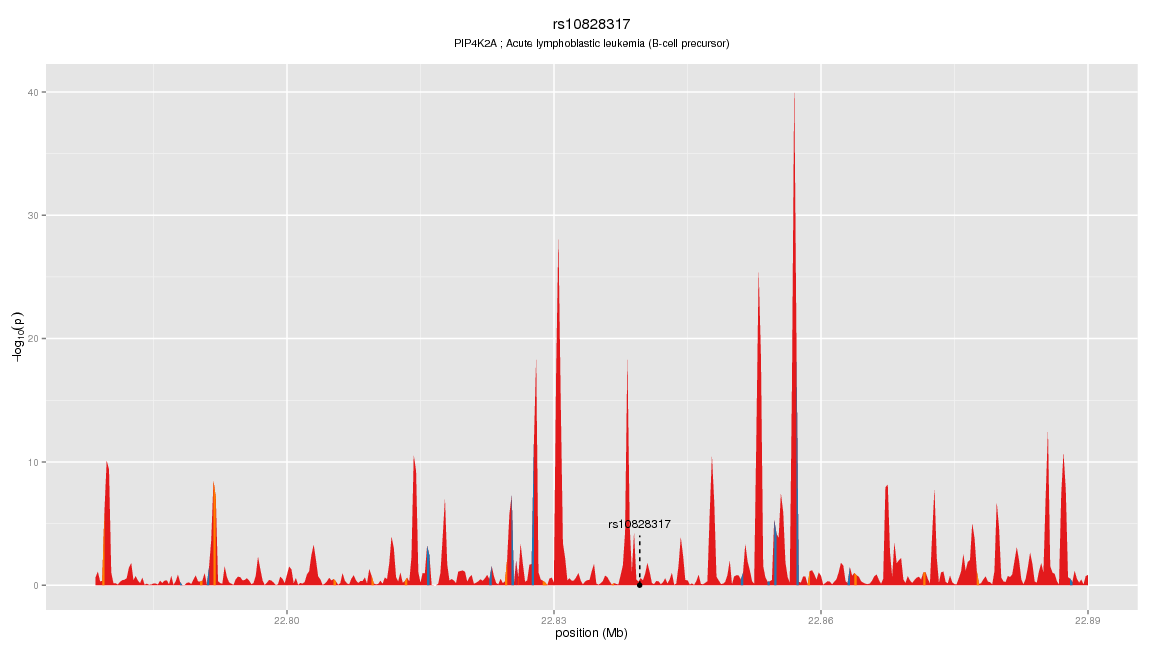 rs10828317
PIP4K2A ; Acute lymphoblastic leukemia (B-cell precursor)
40
30
20
10
0
−log10(p)
rs10828317
22.80
22.83
22.86
22.89
position (Mb)